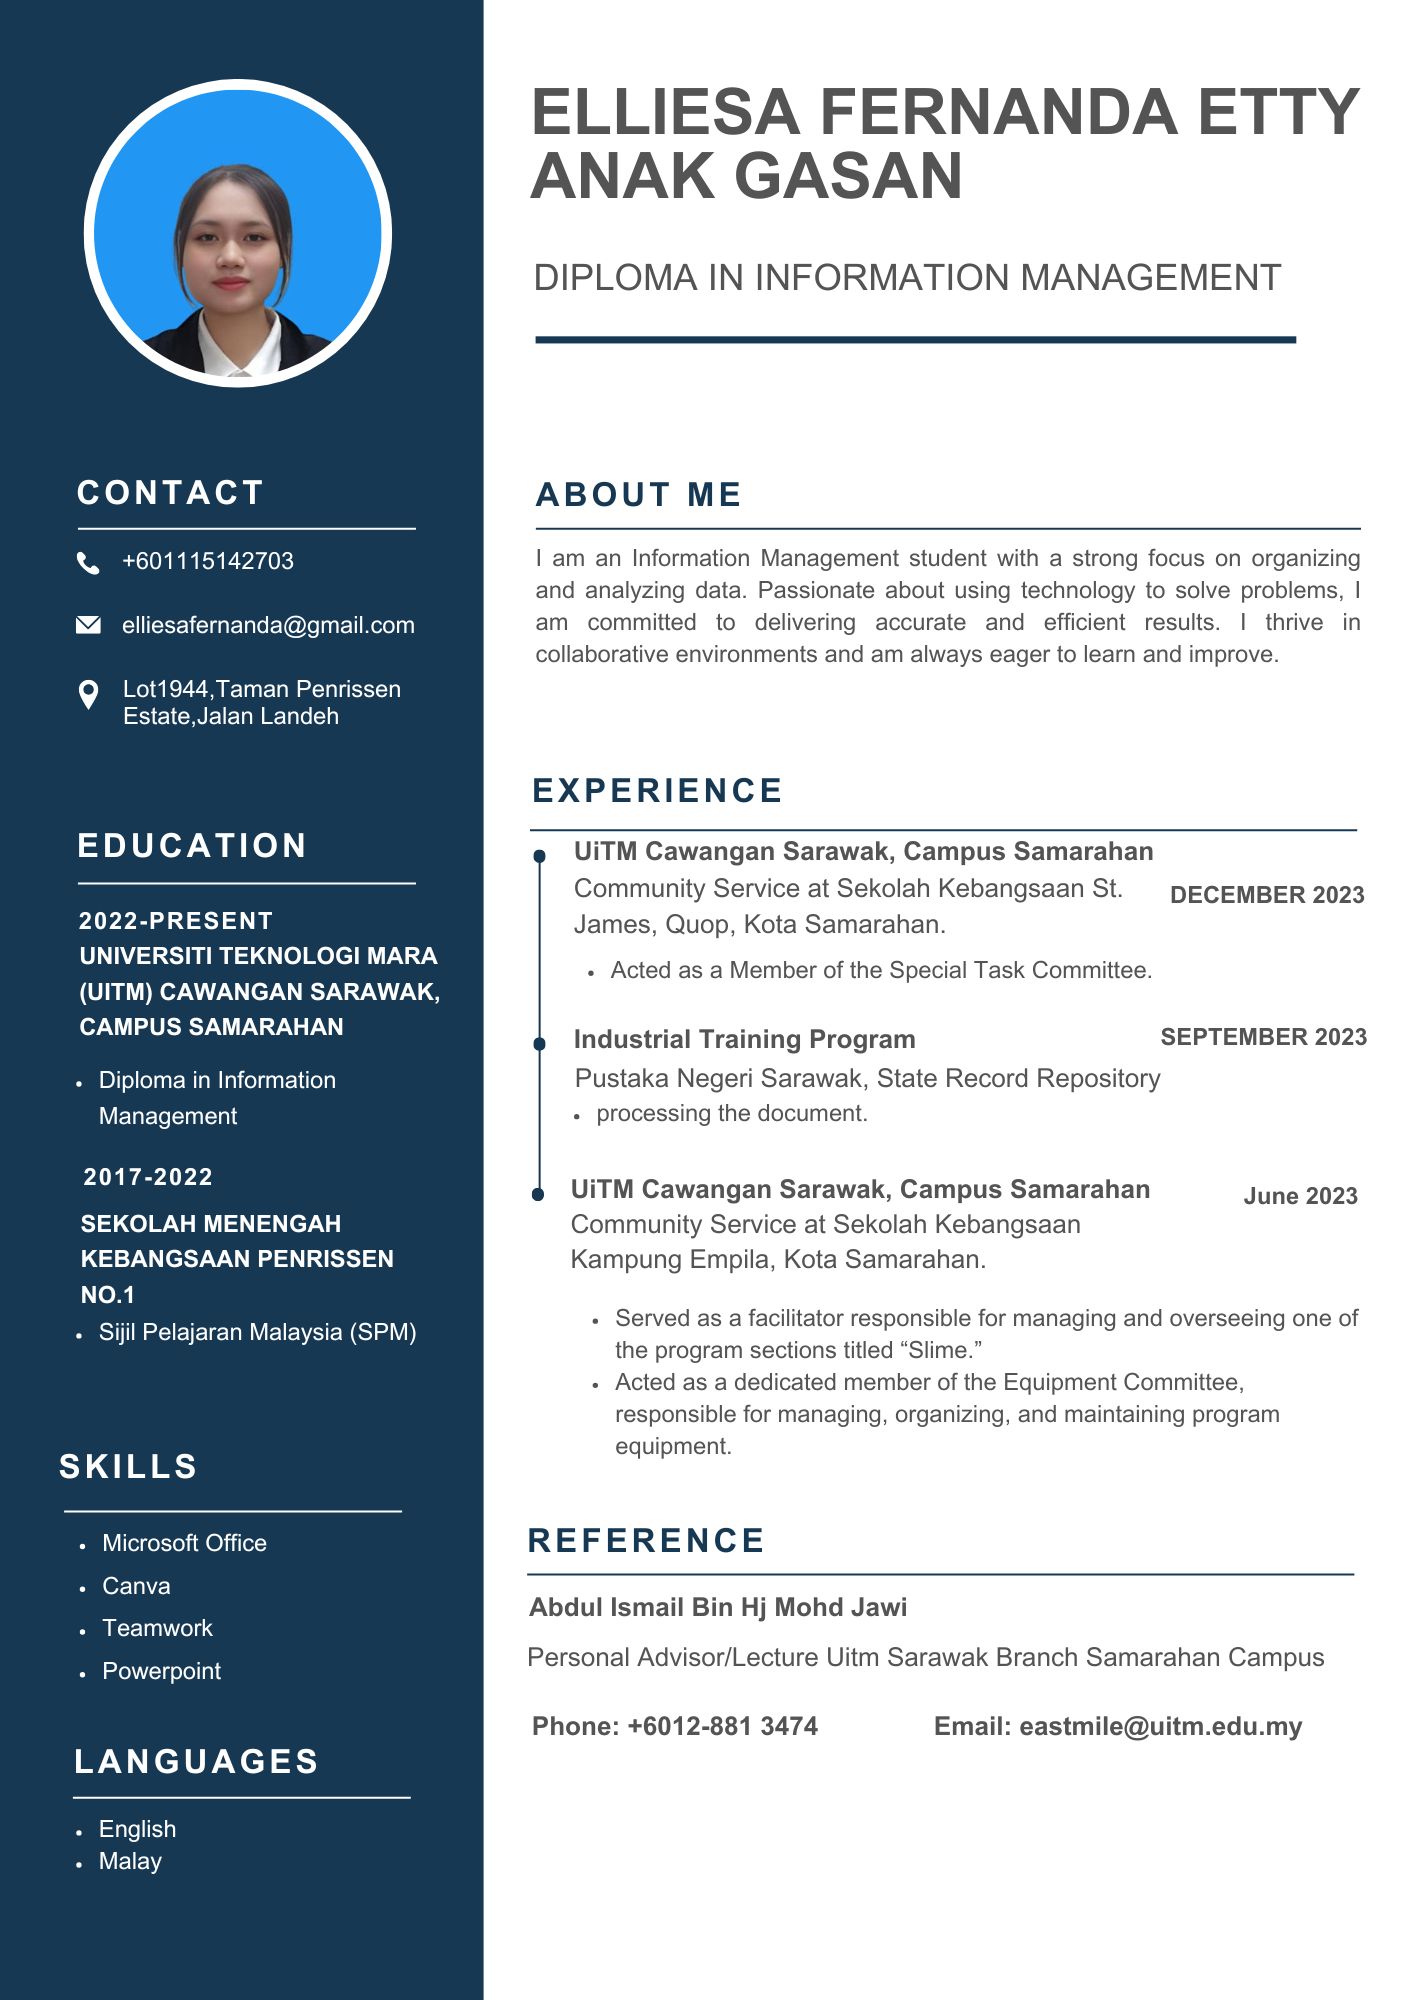 ELLIESA FERNANDA ETTY
ANAK GASAN
DIPLOMA IN INFORMATION MANAGEMENT
CONTACT
+601115142703
elliesafernanda@gmail.com
Lot1944,Taman Penrissen
Estate,Jalan Landeh
EDUCATION
2022-PRESENT
UNIVERSITI TEKNOLOGI MARA
(UITM) CAWANGAN SARAWAK,
CAMPUS SAMARAHAN
• Diploma in Information
Management
2017-2022
SEKOLAH MENENGAH
KEBANGSAAN PENRISSEN
NO.1
• Sijil Pelajaran Malaysia (SPM)
SKILLS
• Microsoft Office
• Canva
• Teamwork
• Powerpoint
LANGUAGES
• English
• Malay
ABOUT ME
I am an Information Management student with a strong focus on organizing
and analyzing data. Passionate about using technology to solve problems, I
am committed to delivering accurate and efficient results. I thrive in
collaborative environments and am always eager to learn and improve.
EXPERIENCE
UiTM Cawangan Sarawak, Campus Samarahan
Community Service at Sekolah Kebangsaan St.
DECEMBER 2023
James, Quop, Kota Samarahan.
• Acted as a Member of the Special Task Committee.
Industrial Training Program
SEPTEMBER 2023
Pustaka Negeri Sarawak, State Record Repository
• processing the document.
UiTM Cawangan Sarawak, Campus Samarahan
June 2023
Community Service at Sekolah Kebangsaan
Kampung Empila, Kota Samarahan.
• Served as a facilitator responsible for managing and overseeing one of
the program sections titled “Slime.”
• Acted as a dedicated member of the Equipment Committee,
responsible for managing, organizing, and maintaining program
equipment.
REFERENCE
Abdul Ismail Bin Hj Mohd Jawi
Personal Advisor/Lecture Uitm Sarawak Branch Samarahan Campus
Phone: +6012-881 3474
Email: eastmile@uitm.edu.my